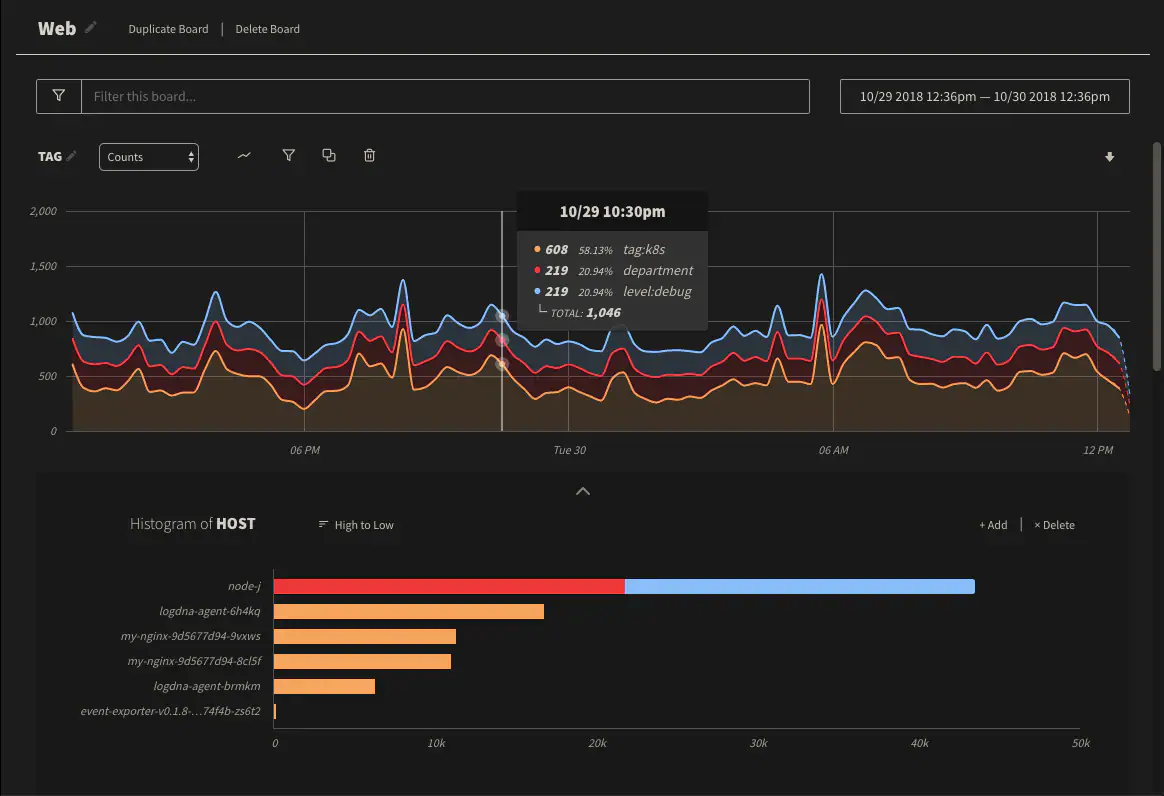 Web Duplicate Board | Delete Board
Filter this board... 10/29 2018 12:36pm — 10/30 2018 12:36pm
TAG Counts
10/29 10:30pm
608 58.13% tag:k8s
219 20.94% department
219 20.94% level:debug
TOTAL: 1,046
2,000
1,500
1,000
500
0
06 PM Tue 30 06 AM 12 PM
Histogram of HOST High to Low + Add | × Delete
node-j
logdna-agent-6h4kq
my-nginx-9d5677d94-9vxws
my-nginx-9d5677d94-8cl5f
logdna-agent-brmkm
event-exporter-v0.1.8-...74f4b-zs6t2
0 10k 20k 30k 40k 50k